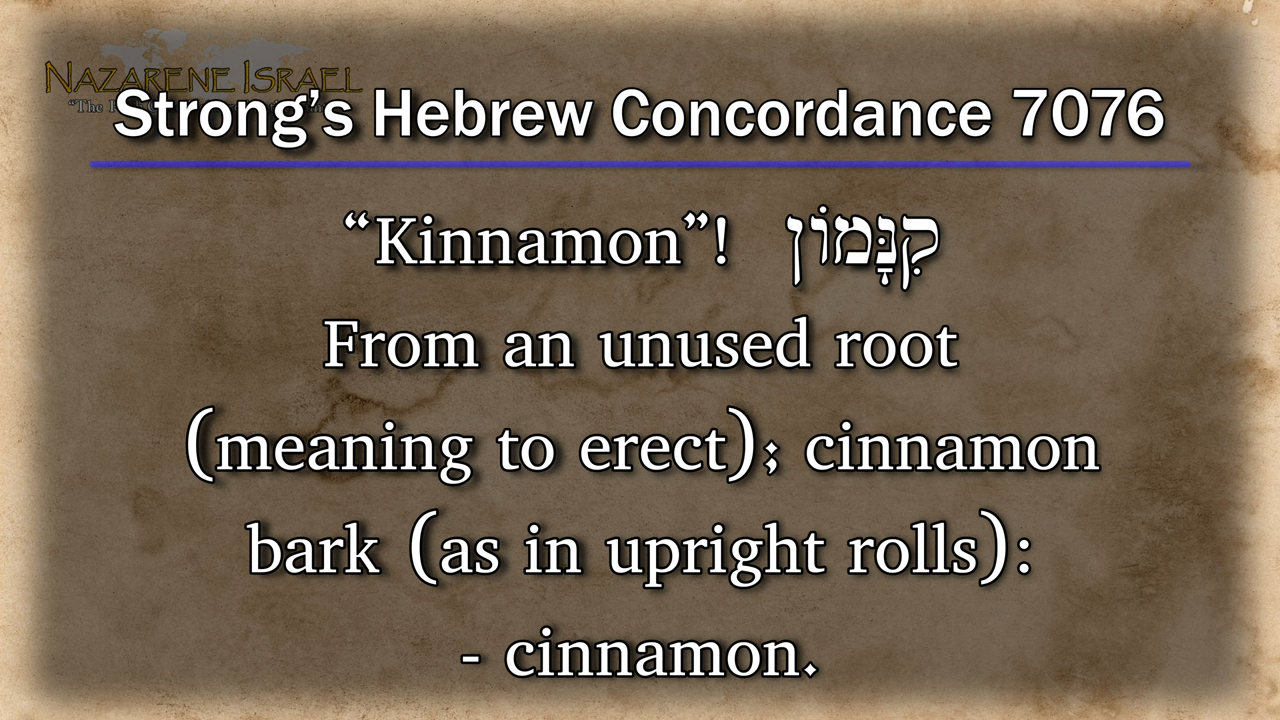 NAZARENE ISRAEL
"The
Strong's Hebrew Concordance 7076
“Kinnamon”! קִנָּמוֹן
From an unused root
(meaning to erect); cinnamon
bark (as in upright rolls):
- cinnamon.